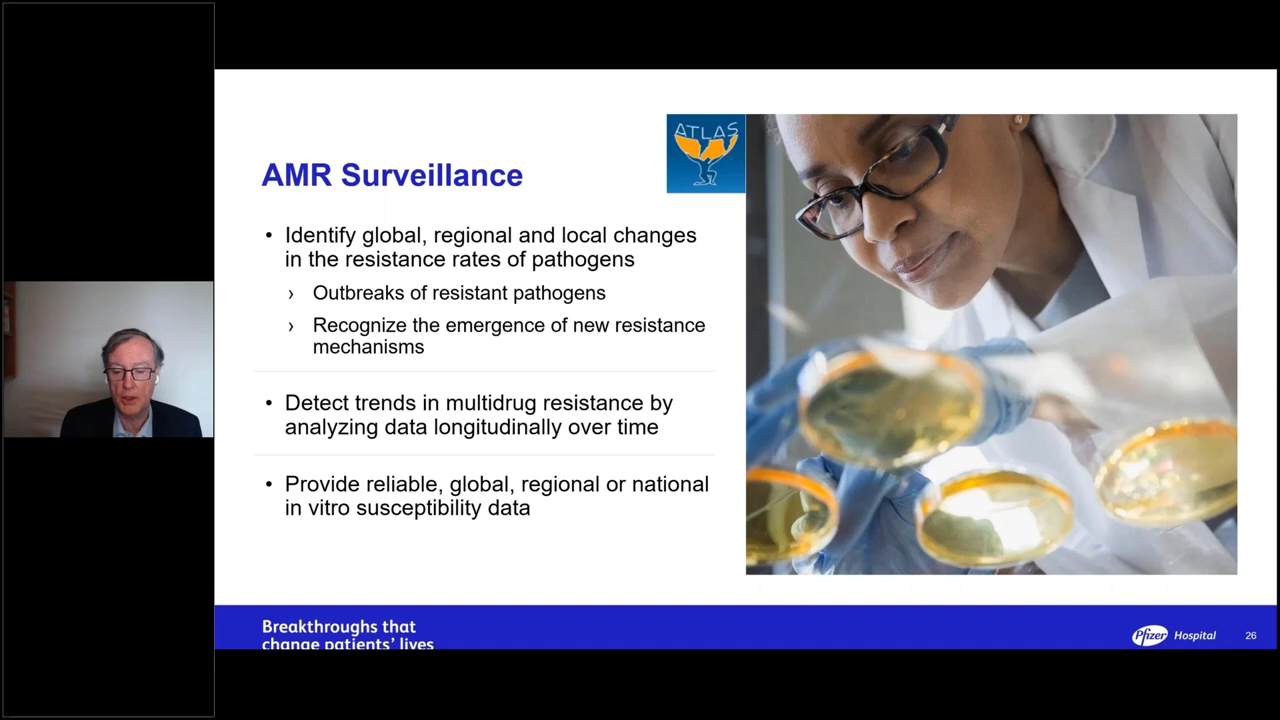 ATLAS
AMR Surveillance
• Identify global, regional and local changes
in the resistance rates of pathogens
› Outbreaks of resistant pathogens
› Recognize the emergence of new resistance
mechanisms
• Detect trends in multidrug resistance by
analyzing data longitudinally over time
• Provide reliable, global, regional or national
in vitro susceptibility data
Breakthroughs that
change patients' lives
Pfizer Hospital 26